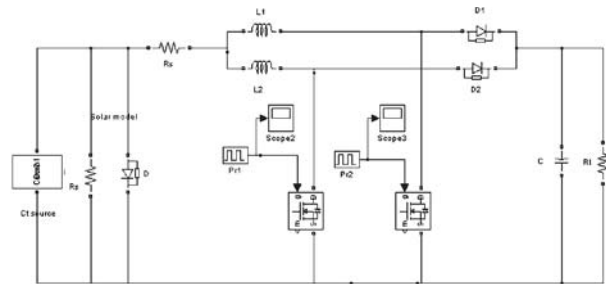 L1
D1
Rs
L2
D2
Solar model
Scope2
Scope3
Rs
D
Pr1
Pr2
C
Rl
Ct source
g
D
S
g
D
S